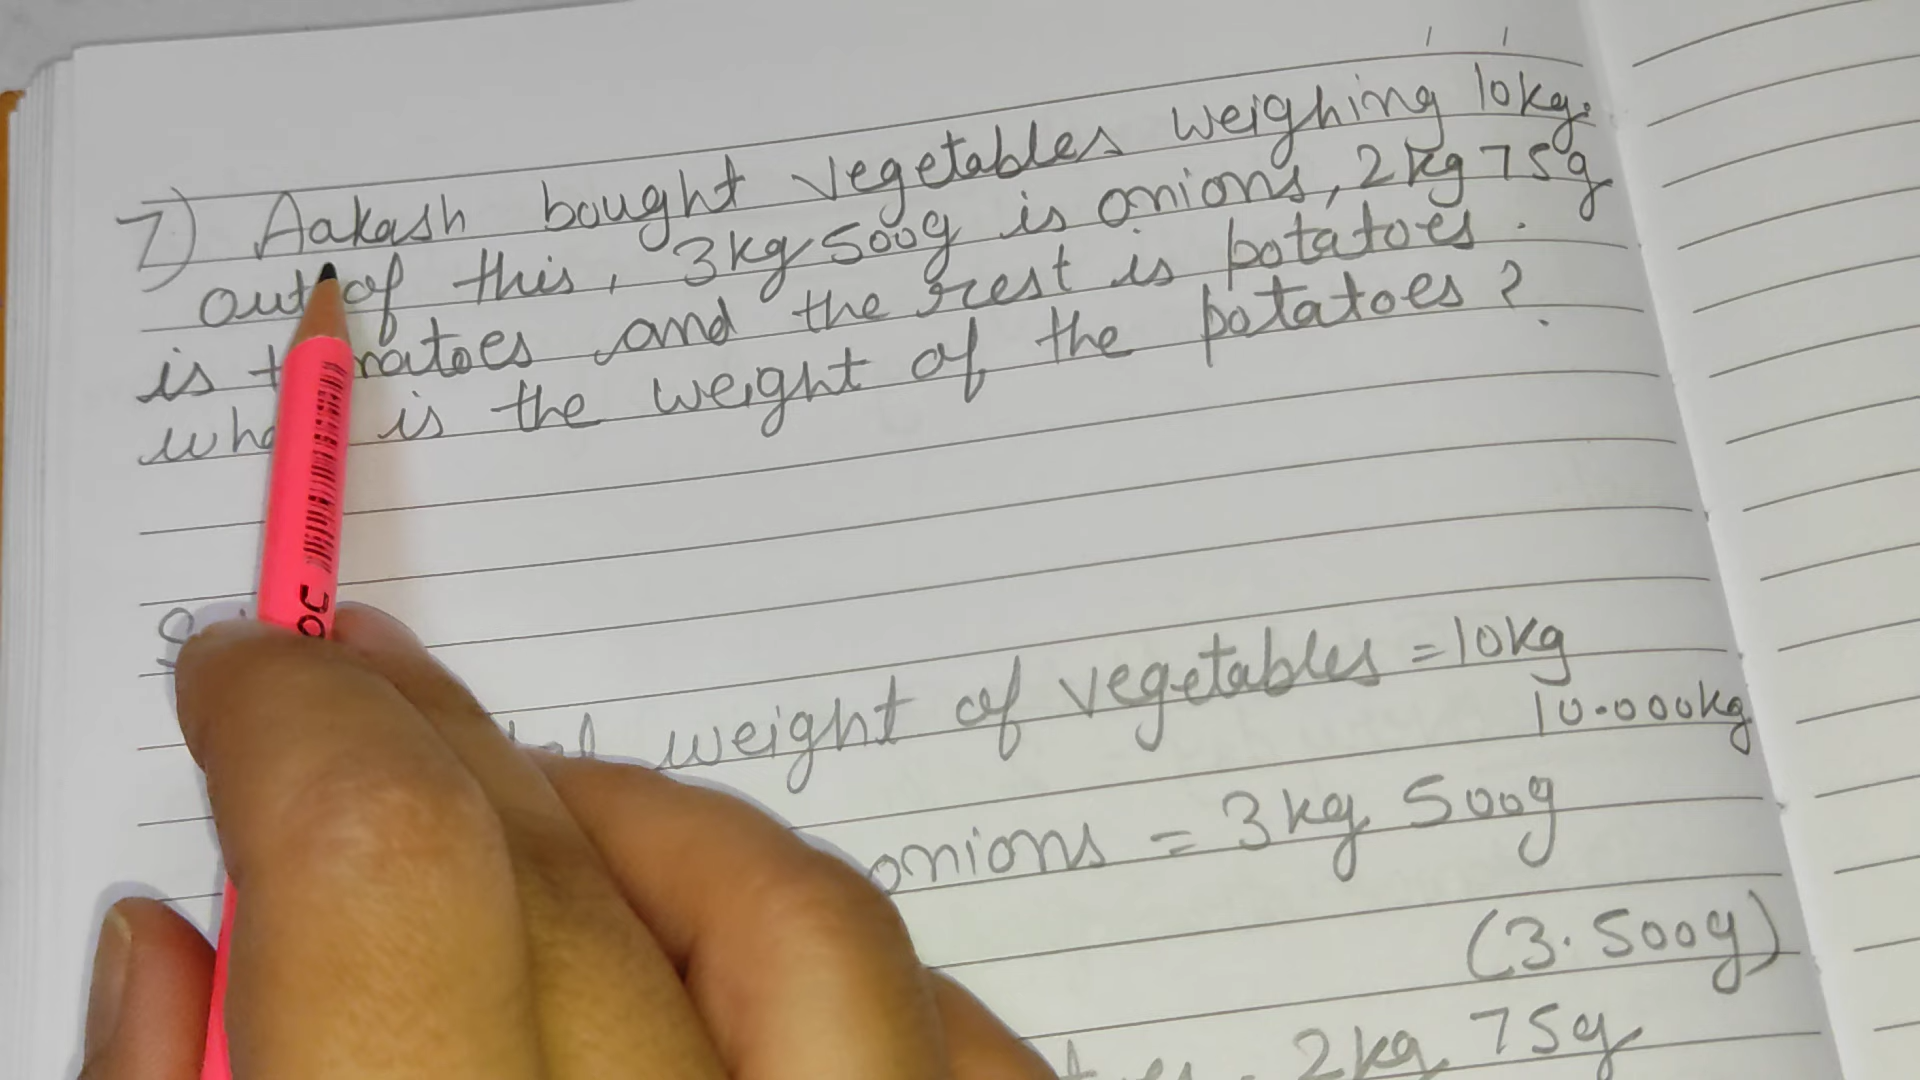 7) Aakash bought vegetables weighing 10kg.
out of this, 3kg 500g is onions, 2kg 75g
is and the rest is potatoes.
is the weight of the potatoes?
weight of vegetables = 10kg
10.000kg
onions = 3kg 500g
(3.500g)
2kg 75g